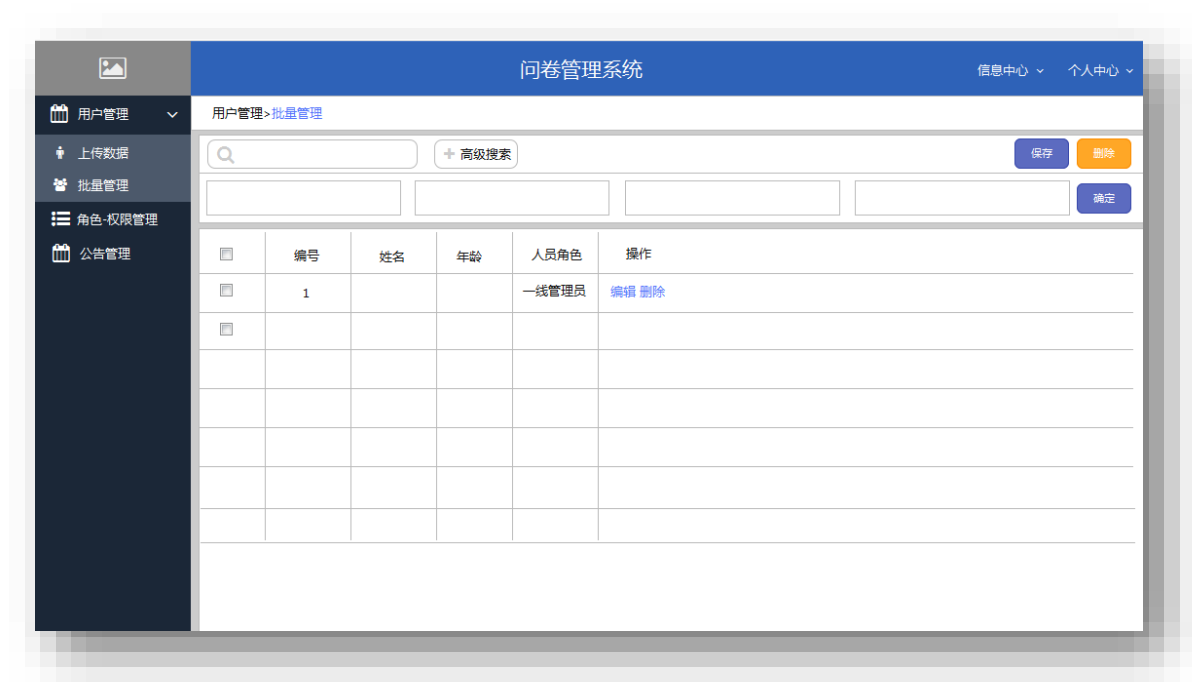 问卷管理系统
信息中心
个人中心
用户管理
用户管理>批量管理
上传数据
高级搜索
保存
删除
批量管理
确定
角色-权限管理
公告管理
编号 姓名 年龄 人员角色 操作
1 一线管理员 编辑 删除